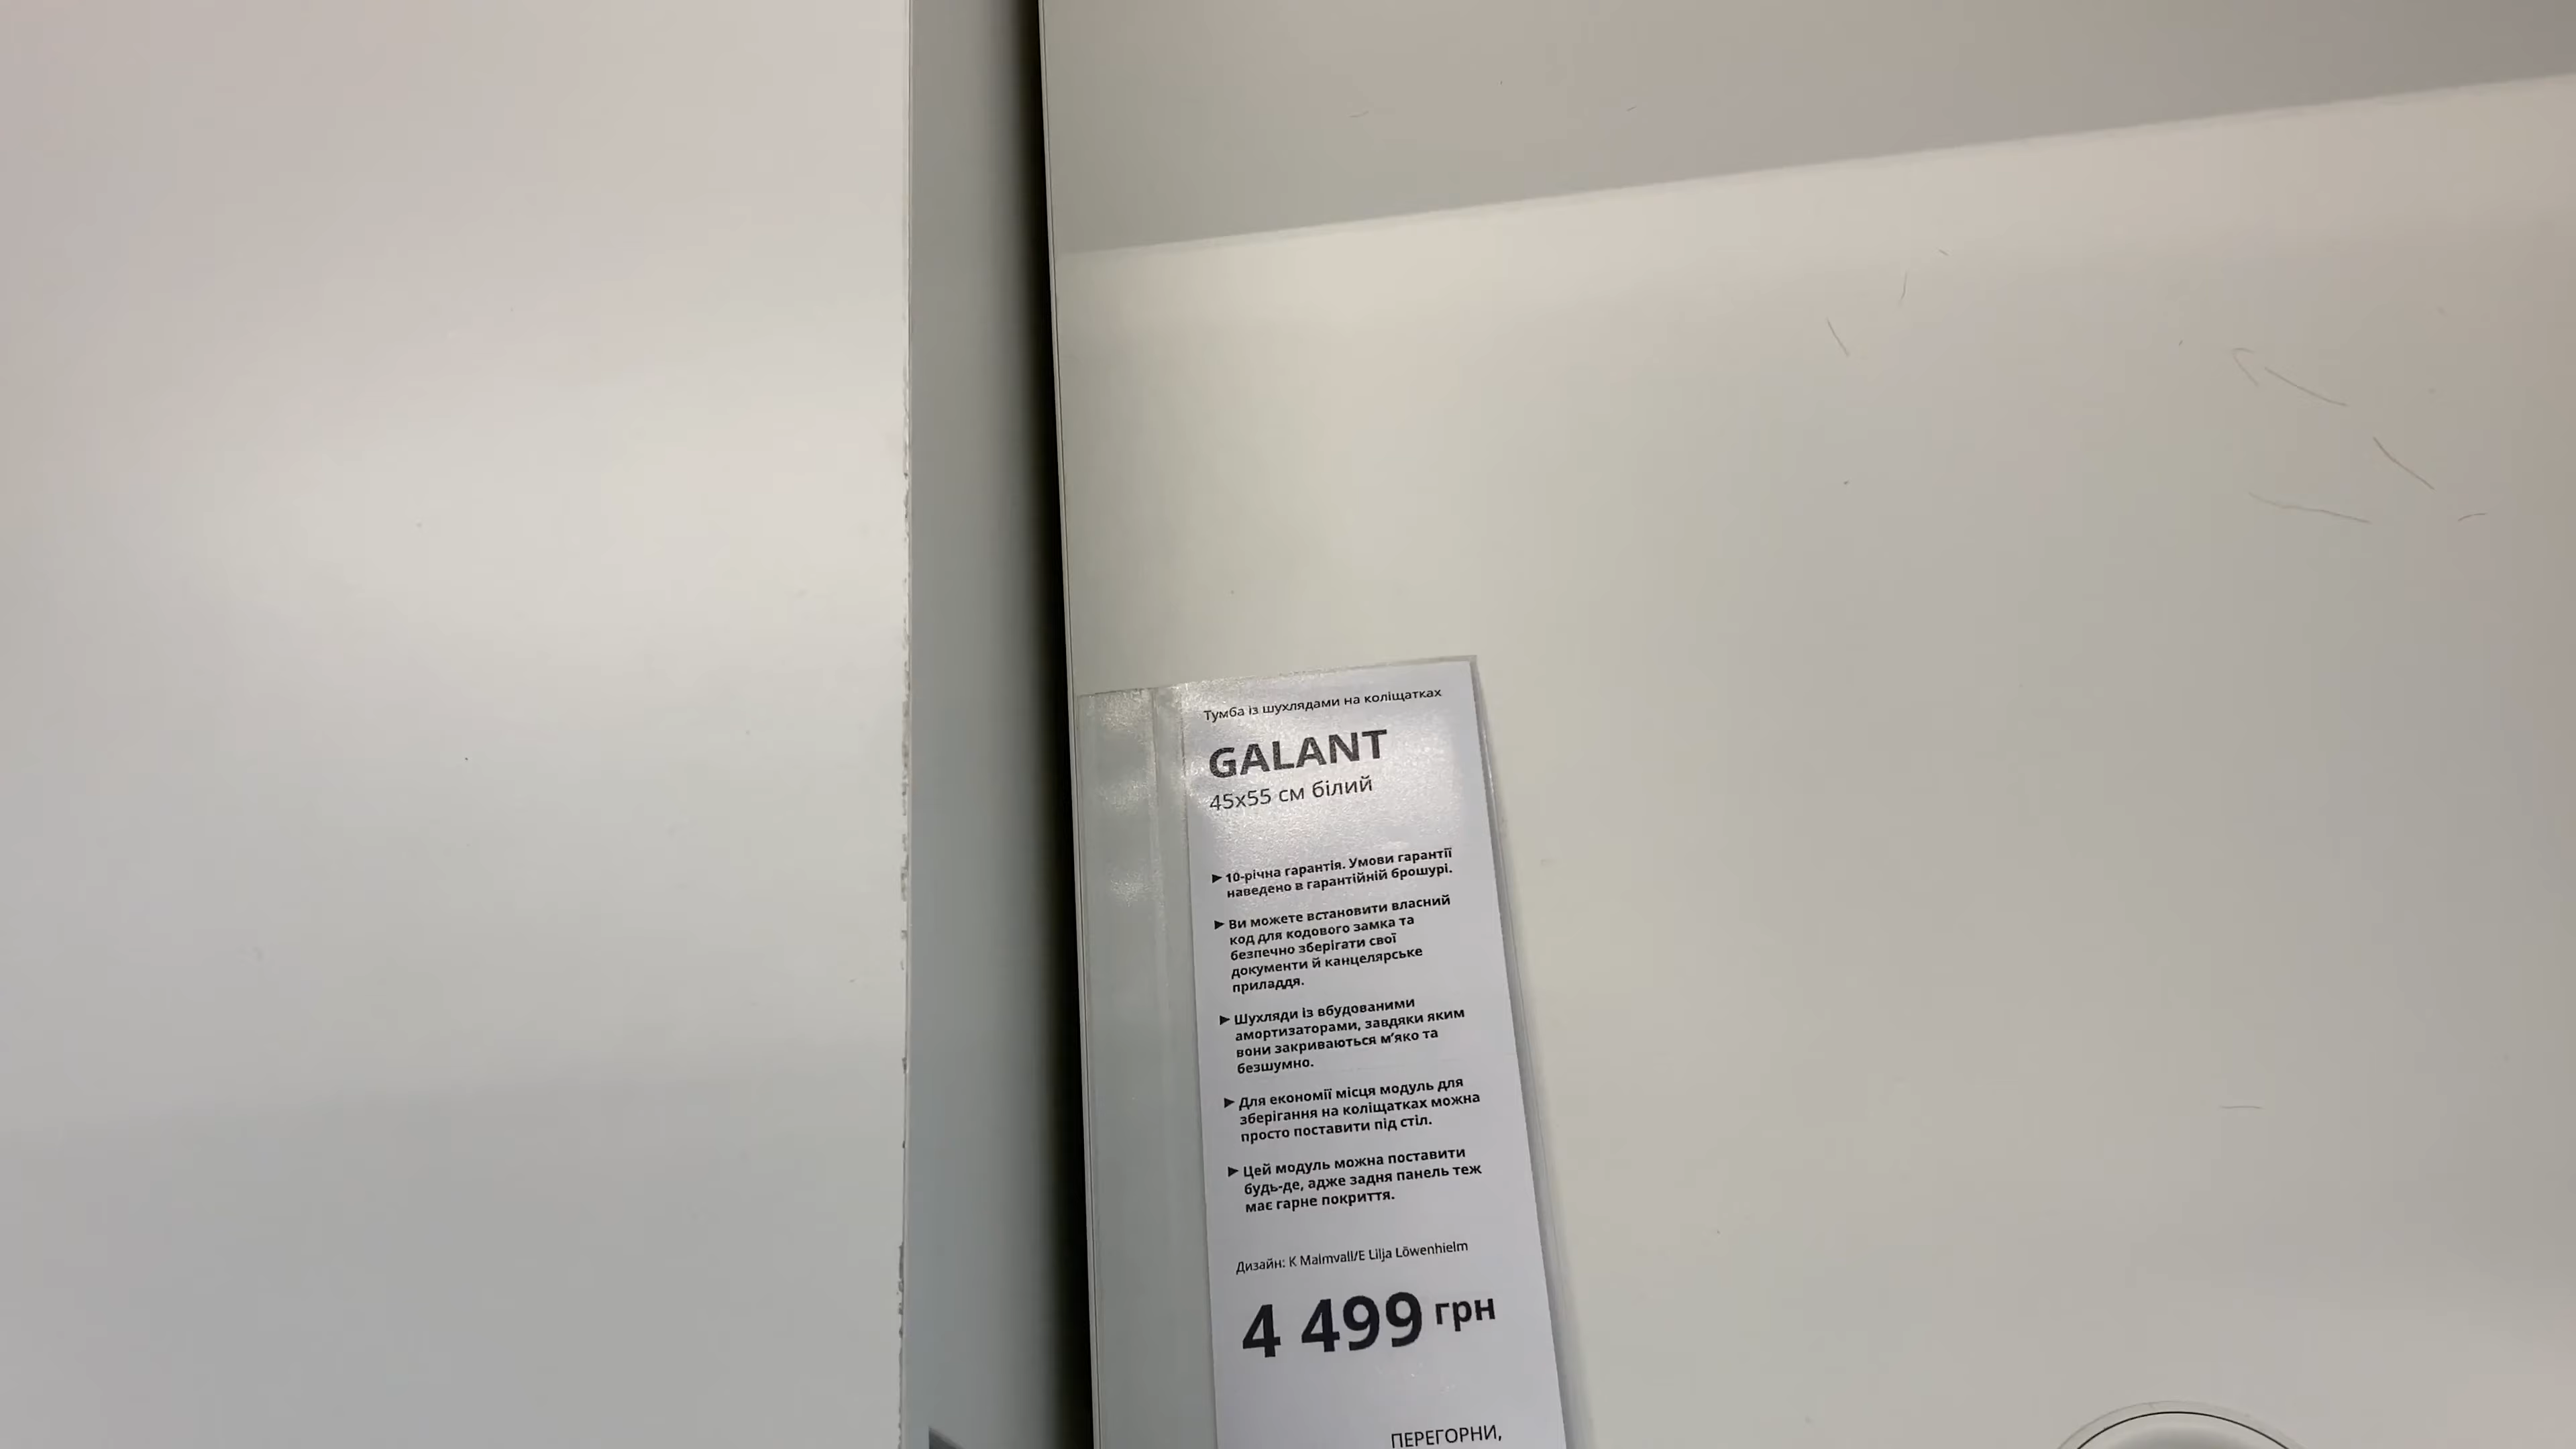 Тумба із шухлядами на коліщатках
GALANT
45x55 см білий
►10-річна гарантія. Умови гарантії
наведено в гарантійній брошурі.
►Ви можете встановити власний
код для кодового замка та
безпечно зберігати свої
документи й канцелярське
приладдя.
►Шухляди із вбудованими
амортизаторами, завдяки яким
вони закриваються м'яко та
безшумно.
►Для економії місця модуль для
зберігання на коліщатках можна
просто поставити під стіл.
►Цей модуль можна поставити
будь-де, адже задня панель теж
має гарне покриття.
Дизайн: K Malmvall/E Lilja Löwenhielm
4 499 грн
ПЕРЕГОРНИ,